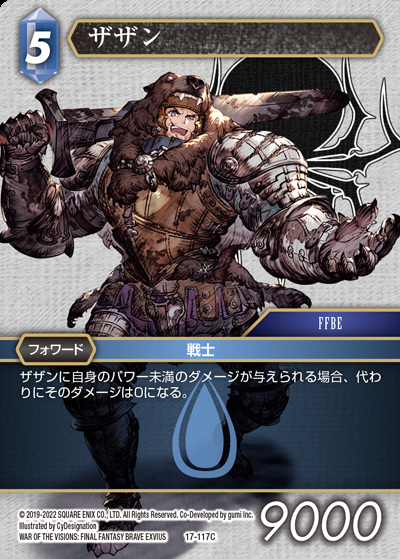 5
ザザン
FFBE
フォワード
戦士
ザザンに自身のパワー未満のダメージが与えられる場合、代わ
りにそのダメージは0になる。
© 2019-2022 SQUARE ENIX CO., LTD. All Rights Reserved. Co-Developed by gumi Inc.
Illustrated by CyDesignation
WAR OF THE VISIONS: FINAL FANTASY BRAVE EXVIUS
17-117C
9000